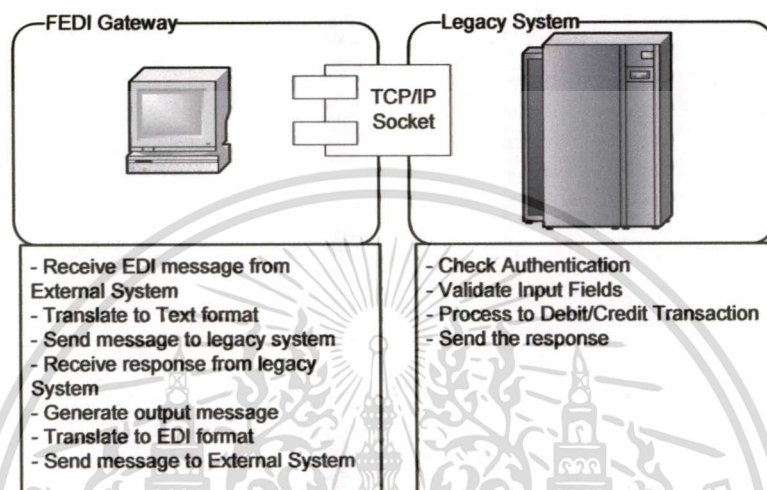 FEDI Gateway
Legacy System
TCP/IP
Socket
- Receive EDI message from
External System
- Translate to Text format
- Send message to legacy system
- Receive response from legacy
System
- Generate output message
- Translate to EDI format
- Send message to External System
- Check Authentication
- Validate Input Fields
- Process to Debit/Credit Transaction
- Send the response